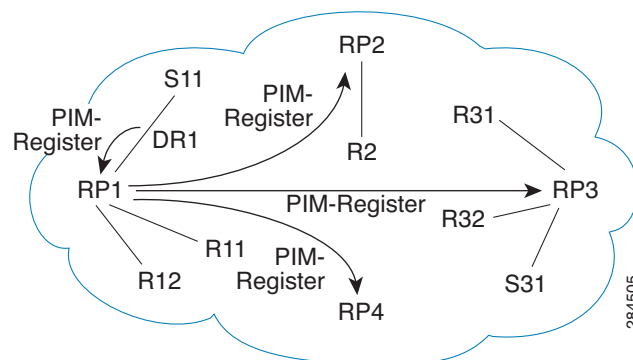 RP2
S11
PIM-
Register
PIM-
Register
DR1
R31
R2
RP1
PIM-Register
RP3
R32
R11
PIM-
Register
R12
S31
RP4
284505